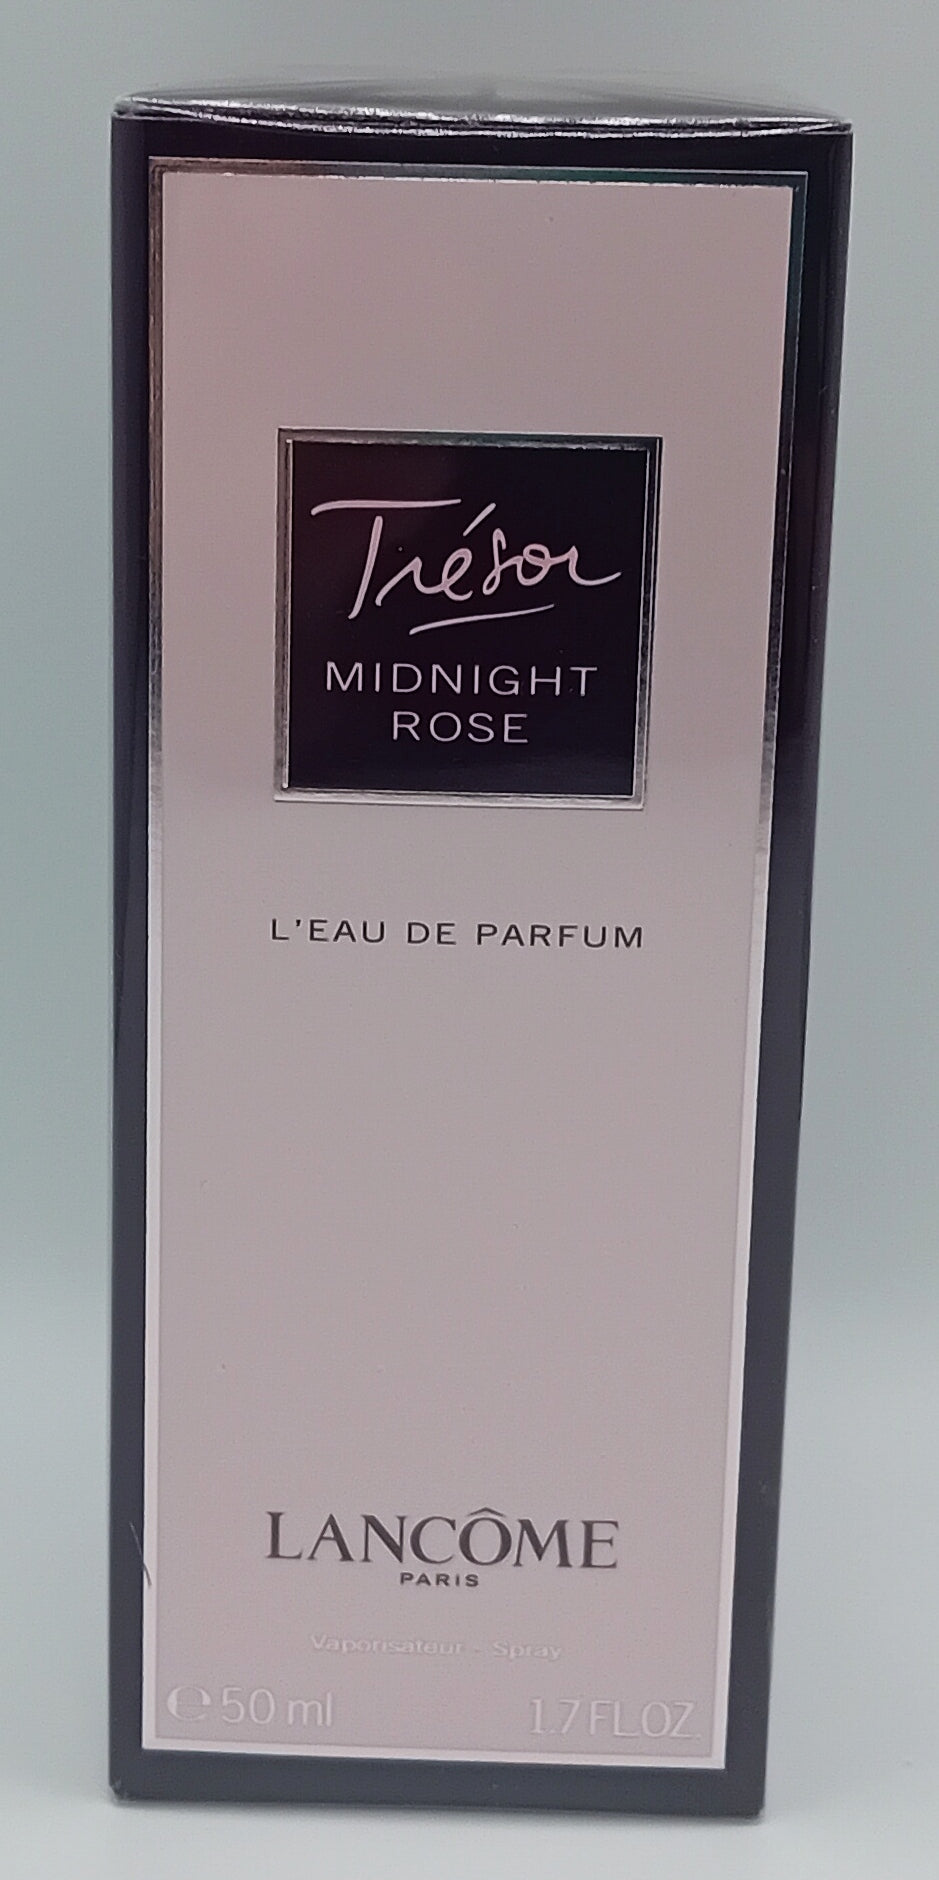 Trésor
MIDNIGHT
ROSE
L'EAU DE PARFUM
LANCÔME
PARIS
Vaporisateur - Spray
℮ 50 ml 1.7 FL.OZ.